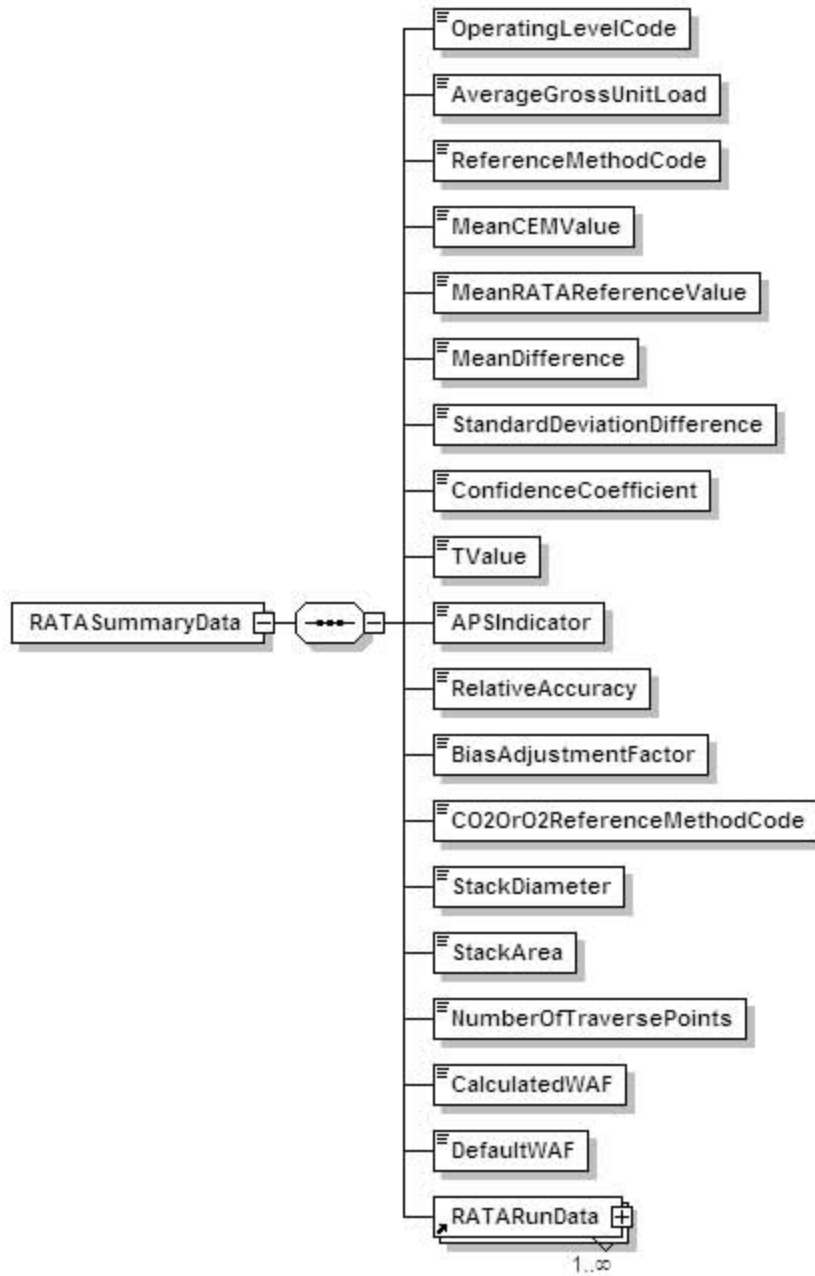 OperatingLevelCode
AverageGrossUnitLoad
ReferenceMethodCode
MeanCEMValue
MeanRATAReferenceValue
MeanDifference
StandardDeviationDifference
ConfidenceCoefficient
TValue
RATASummaryData
APSIndicator
RelativeAccuracy
BiasAdjustmentFactor
CO2OrO2ReferenceMethodCode
StackDiameter
StackArea
NumberOfTraversePoints
CalculatedWAF
DefaultWAF
RATARunData
1..∞